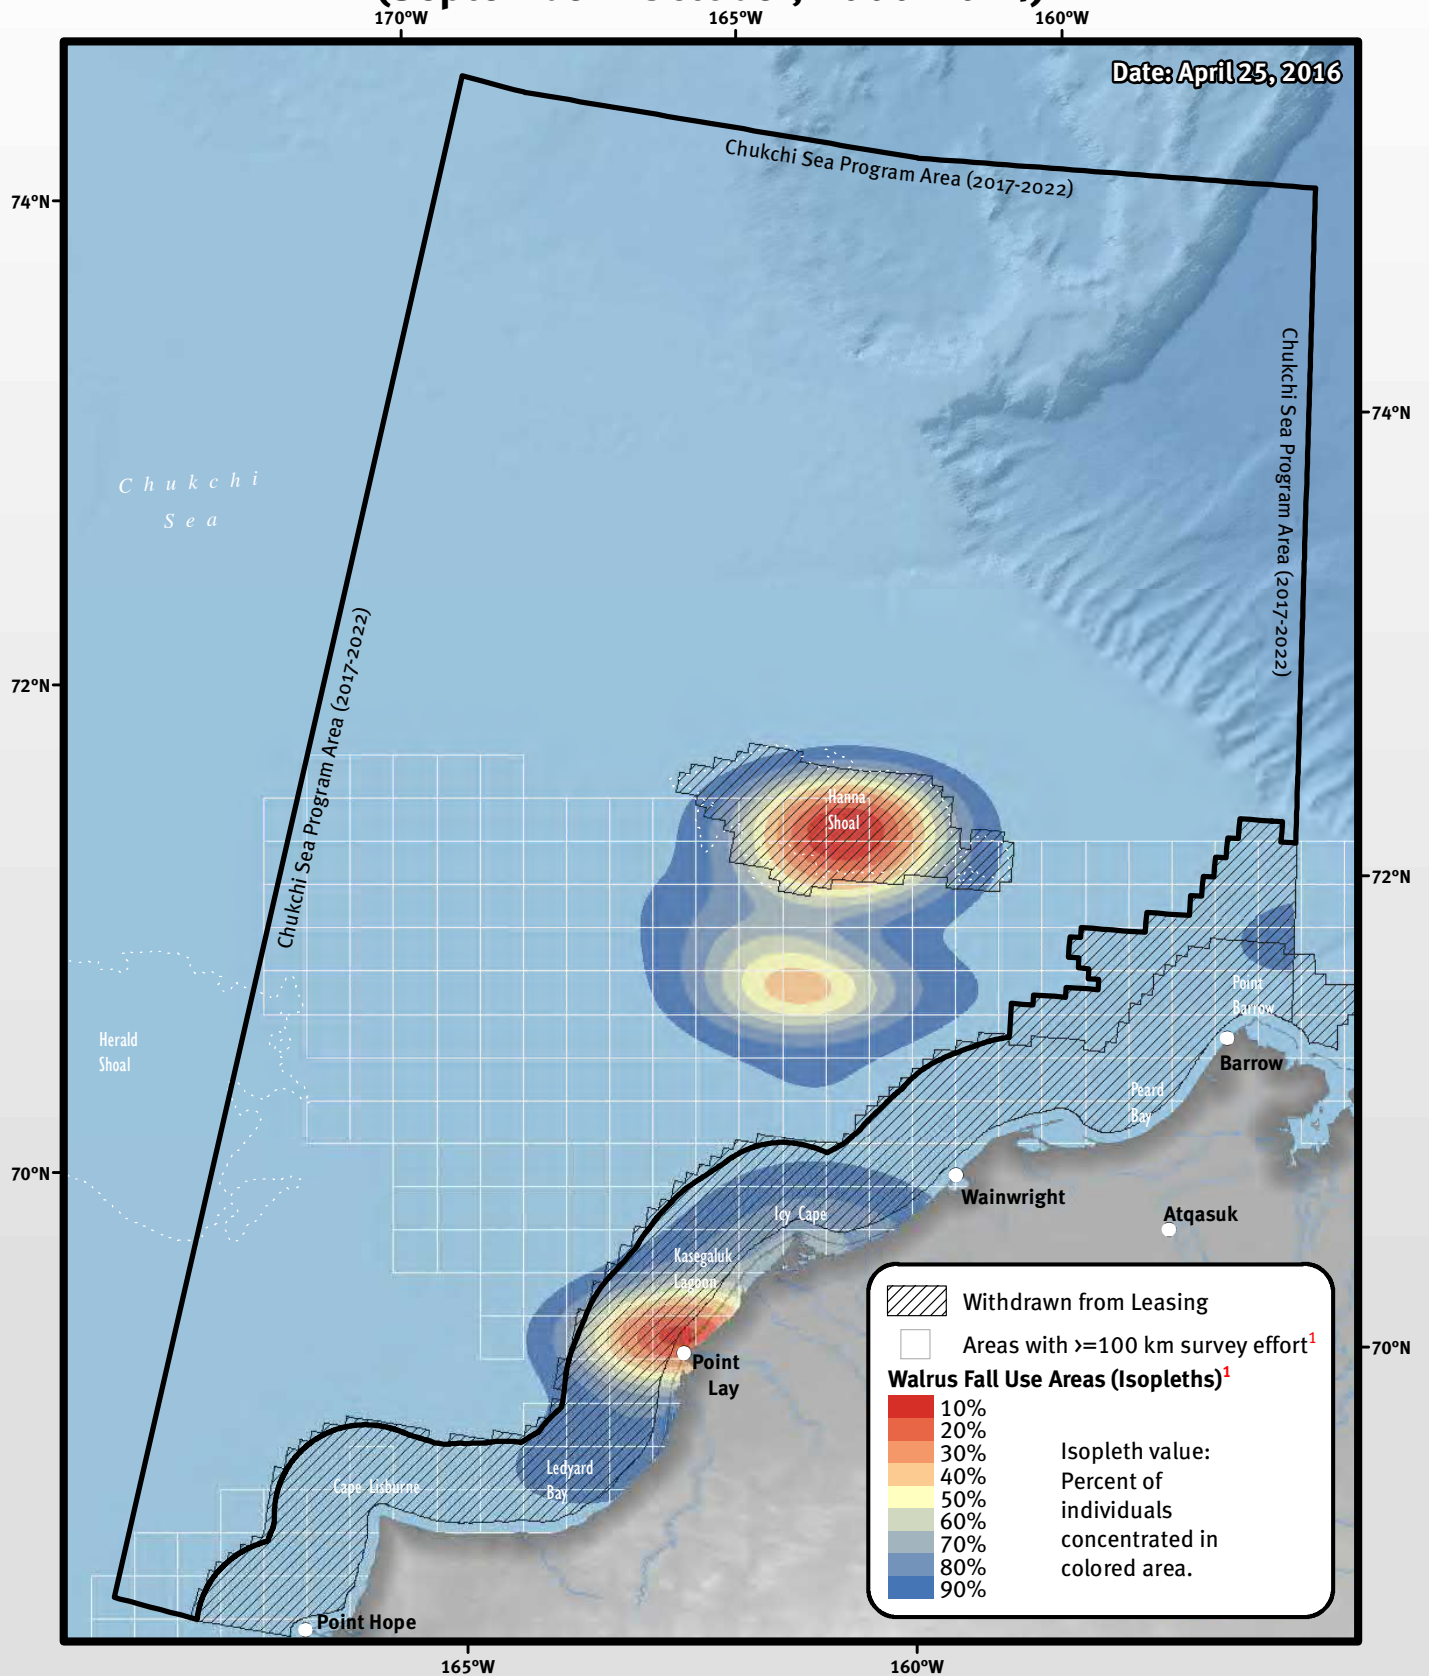 170°W
165°W
160°W
Date: April 25, 2016
Chukchi Sea Program Area (2017-2022)
74°N
Chukchi Sea Program Area (2017-2022)
74°N
Chukchi
Sea
Chukchi Sea Program Area (2017-2022)
72°N
Hanna
Shoal
72°N
Point
Barrow
Herald
Shoal
Barrow
Peard
Bay
70°N
Wainwright
Icy Cape
Atqasuk
Kasegaluk
Lagoon
Point
Lay
70°N
Ledyard
Bay
Cape Lisburne
Point Hope
Withdrawn from Leasing
Areas with >=100 km survey effort1
Walrus Fall Use Areas (Isopleths)1
10%
20%
30%
40%
50%
60%
70%
80%
90%
Isopleth value:
Percent of
individuals
concentrated in
colored area.
165°W
160°W